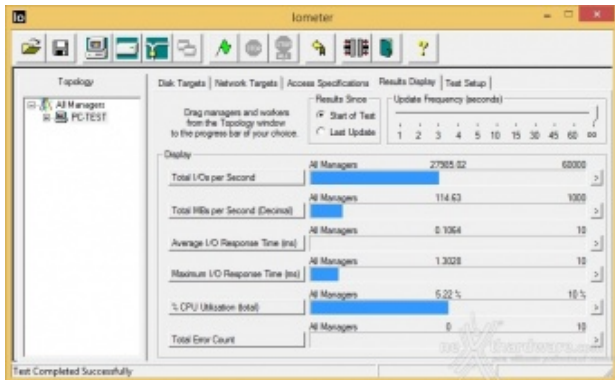 Io
Iometer
Topology
All Managers
PC-TEST
Disk Targets
Network Targets
Access Specifications
Results Display
Test Setup
Drag managers and workers
from the Topology window
to the progress bar of your choice.
Results Since
Start of Test
Last Update
Update Frequency (seconds)
1 2 3 4 5 10 15 30 45 60 ∞
Display
All Managers 27985.02 60000
Total I/Os per Second
All Managers 114.63 1000
Total MBs per Second (Decimal)
All Managers 0.1064 10
Average I/O Response Time (ms)
All Managers 1.3028 10
Maximum I/O Response Time (ms)
All Managers 5.22 % 10 %
% CPU Utilization (total)
All Managers 0 10
Total Error Count
Test Completed Successfully